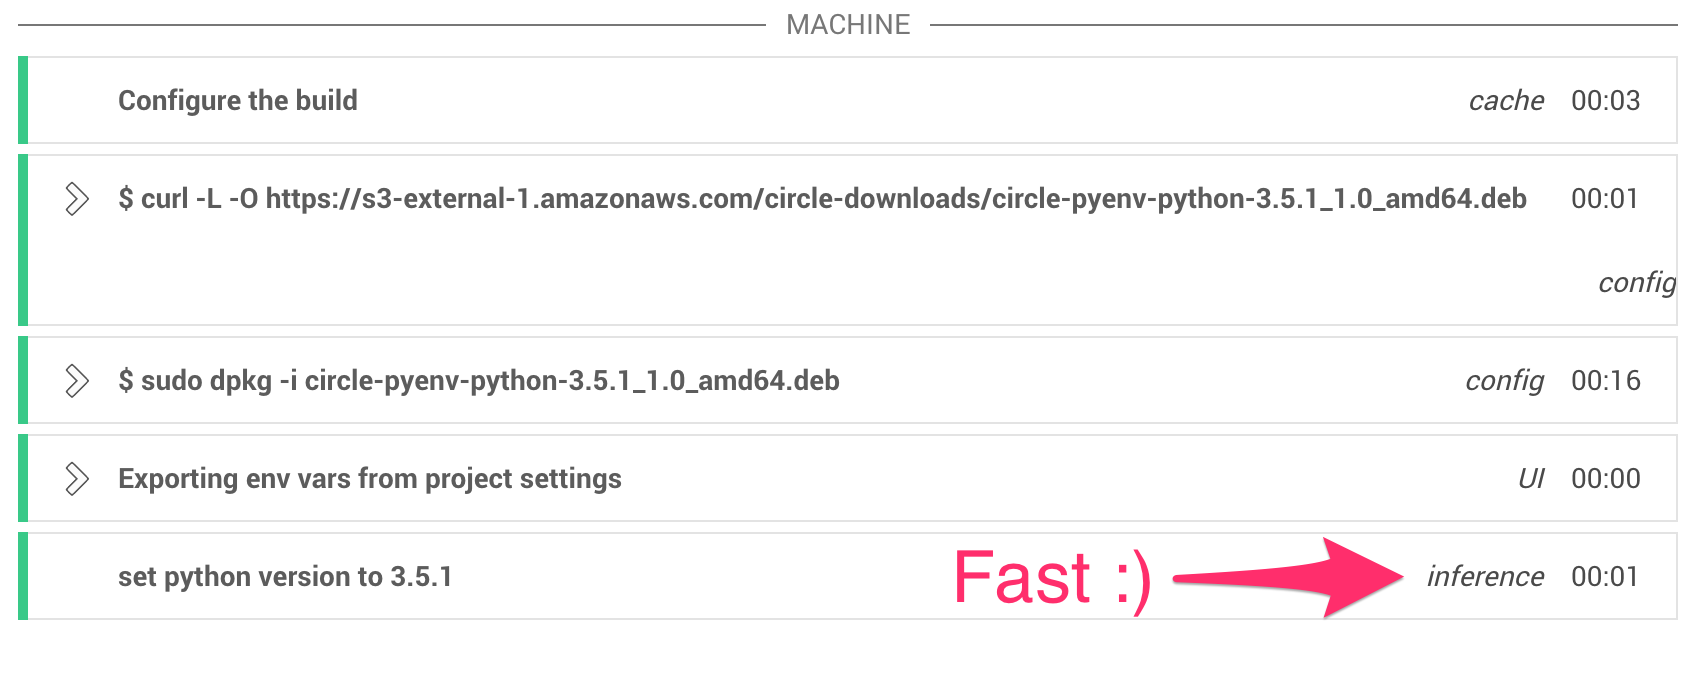 MACHINE
Configure the build cache 00:03
$ curl -L -O https://s3-external-1.amazonaws.com/circle-downloads/circle-pyenv-python-3.5.1_1.0_amd64.deb 00:01
config
$ sudo dpkg -i circle-pyenv-python-3.5.1_1.0_amd64.deb config 00:16
Exporting env vars from project settings UI 00:00
set python version to 3.5.1 Fast :) inference 00:01